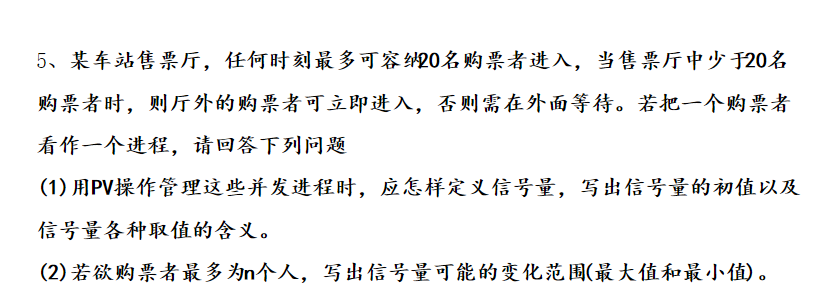 5、某车站售票厅，任何时刻最多可容纳20名购票者进入，当售票厅中少于20名
购票者时，则厅外的购票者可立即进入，否则需在外面等待。若把一个购票者
看作一个进程，请回答下列问题
(1)用PV操作管理这些并发进程时，应怎样定义信号量，写出信号量的初值以及
信号量各种取值的含义。
(2)若欲购票者最多为n个人，写出信号量可能的变化范围(最大值和最小值)。